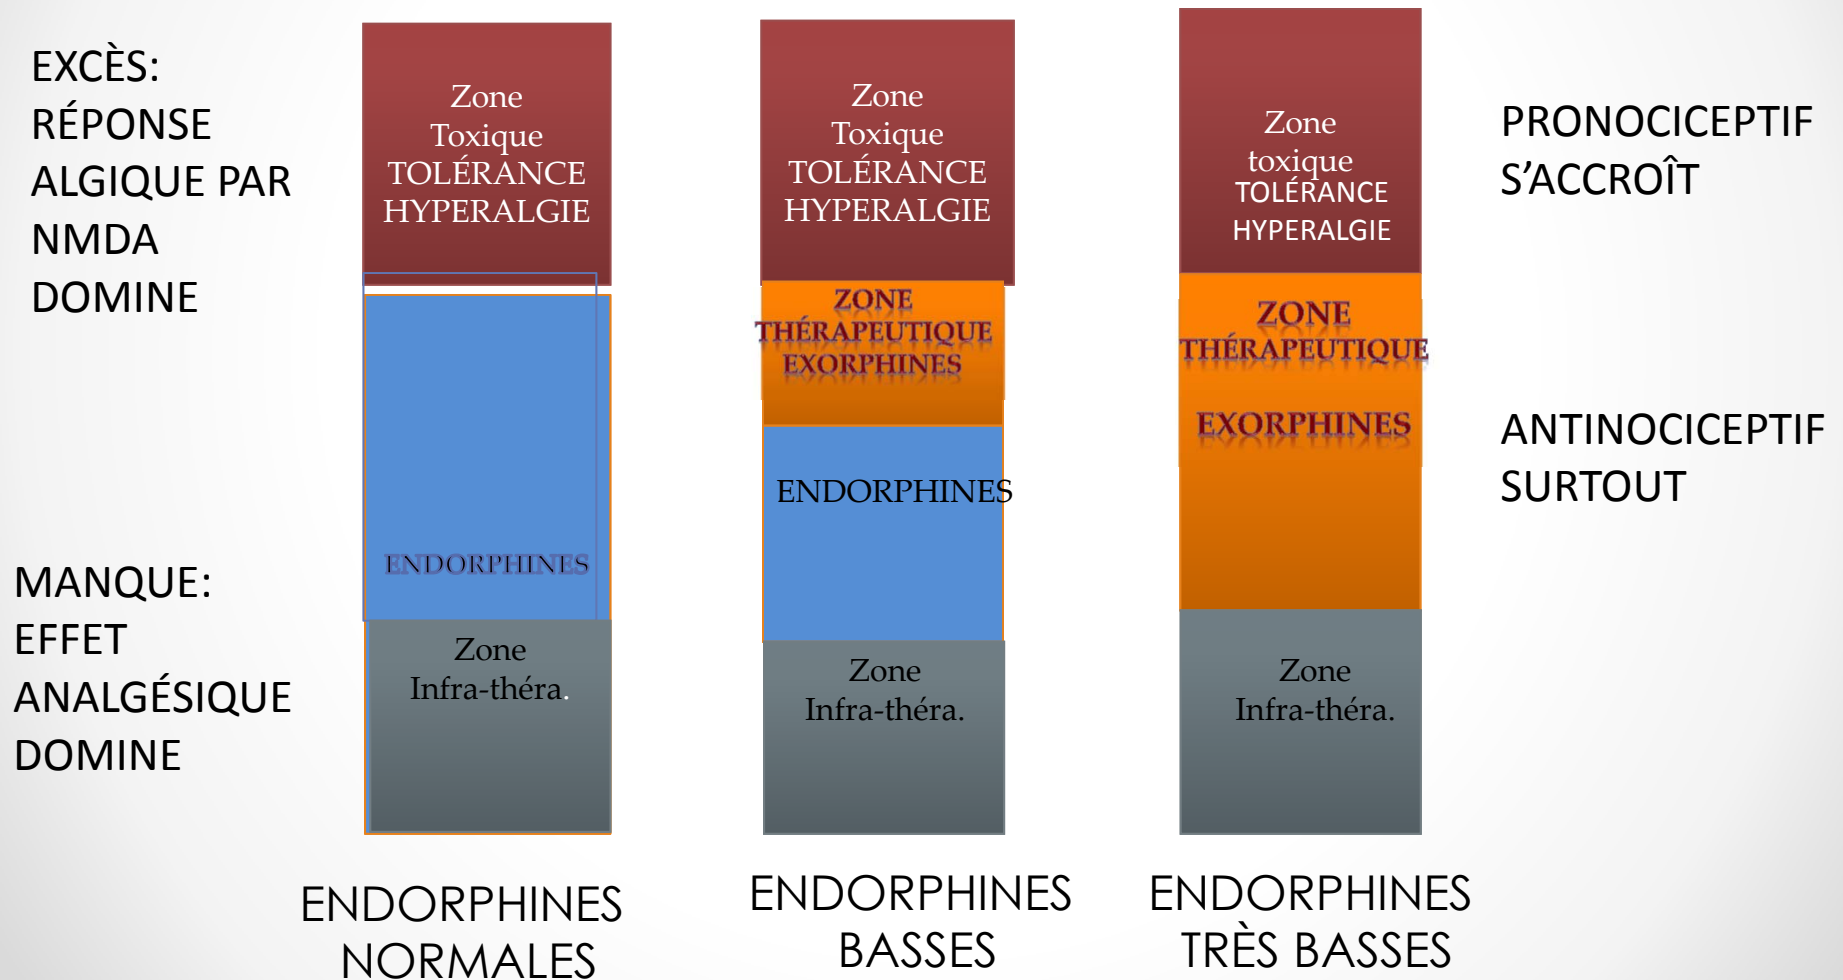 EXCÈS:
RÉPONSE
ALGIQUE PAR
NMDA
DOMINE
MANQUE:
EFFET
ANALGÉSIQUE
DOMINE
Zone
Toxique
TOLÉRANCE
HYPERALGIE
ENDORPHINES
Zone
Infra-théra.
ENDORPHINES
NORMALES
Zone
Toxique
TOLÉRANCE
HYPERALGIE
ZONE
THÉRAPEUTIQUE
EXORPHINES
ENDORPHINES
Zone
Infra-théra.
ENDORPHINES
BASSES
Zone
toxique
TOLÉRANCE
HYPERALGIE
ZONE
THÉRAPEUTIQUE
EXORPHINES
Zone
Infra-théra.
ENDORPHINES
TRÈS BASSES
PRONOCICEPTIF
S’ACCROÎT
ANTINOCICEPTIF
SURTOUT